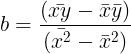 b = (x̄ȳ − x̄ȳ) / (x̄² − x̄²)